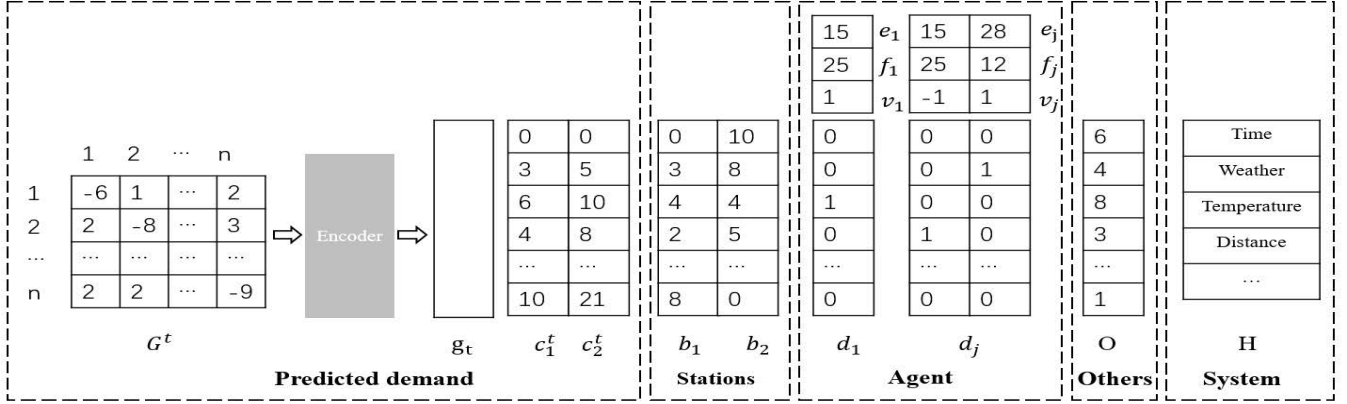 15 e₁ 15 28 eⱼ
25 f₁ 25 12 fⱼ
1 v₁ -1 1 vⱼ
1 2 ... n
1 -6 1 ... 2
2 2 -8 ... 3
... ... ... ... ...
n 2 2 ... -9
Encoder
0 0
3 5
6 10
4 8
... ...
10 21
0 10
3 8
4 4
2 5
... ...
8 0
0
0
1
0
...
0
0 0
0 1
0 0
1 0
... ...
0 0
6
4
8
3
...
1
Time
Weather
Temperature
Distance
...
Gᵗ gₜ c₁ᵗ c₂ᵗ b₁ b₂ d₁ dⱼ O H
Predicted demand Stations Agent Others System